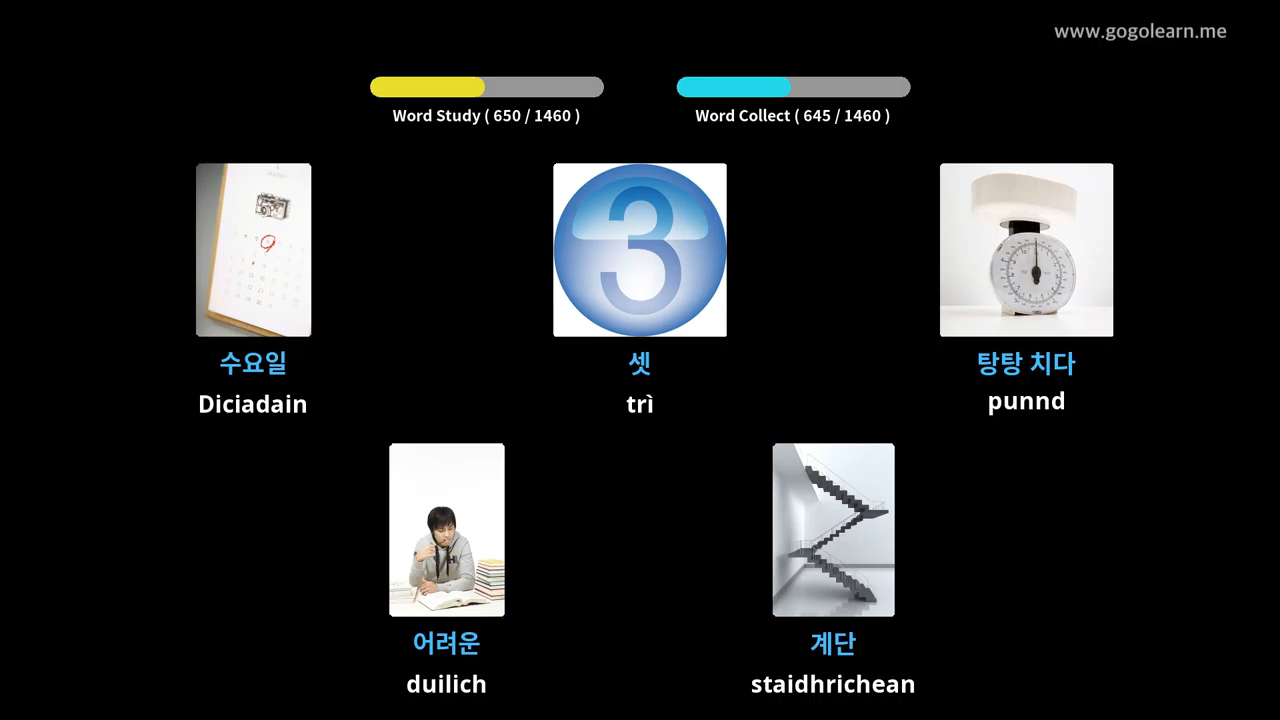 www.gogolearn.me
Word Study ( 650 / 1460 )
Word Collect ( 645 / 1460 )
3
수요일
Diciadain
셋
trì
탕탕 치다
punnd
어려운
duilich
계단
staidhrichean